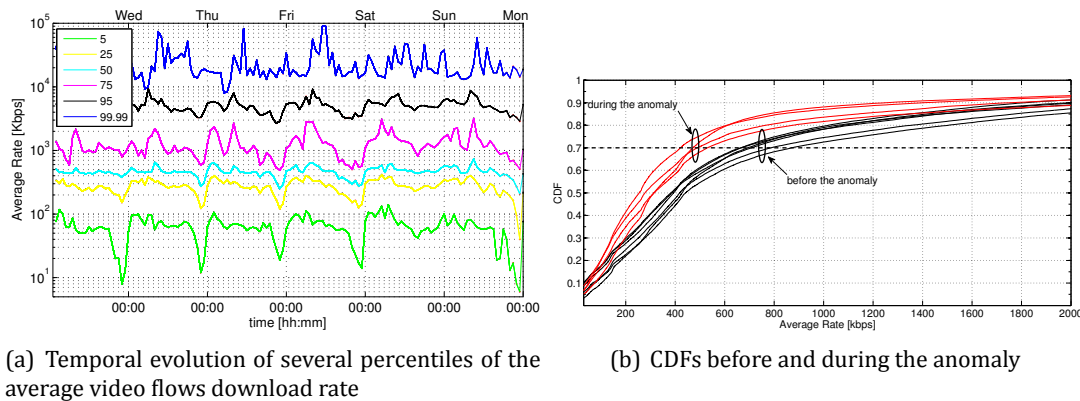 Wed Thu Fri Sat Sun Mon
10^5
10^4
10^3
10^2
10^1
Average Rate [Kbps]
5
25
50
75
95
99.99
00:00 00:00 00:00 00:00 00:00 00:00
time [hh:mm]
0.9
0.8
0.7
0.6
0.5
0.4
0.3
0.2
0.1
CDF
during the anomaly
before the anomaly
200 400 600 800 1000 1200 1400 1600 1800 2000
Average Rate [kbps]
(a) Temporal evolution of several percentiles of the
average video flows download rate
(b) CDFs before and during the anomaly